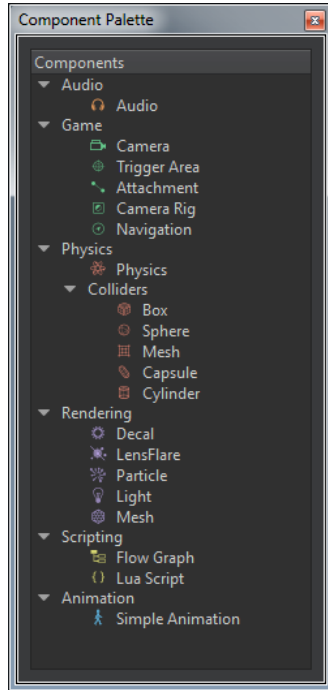 Component Palette
Components
Audio
Audio
Game
Camera
Trigger Area
Attachment
Camera Rig
Navigation
Physics
Physics
Colliders
Box
Sphere
Mesh
Capsule
Cylinder
Rendering
Decal
LensFlare
Particle
Light
Mesh
Scripting
Flow Graph
Lua Script
Animation
Simple Animation